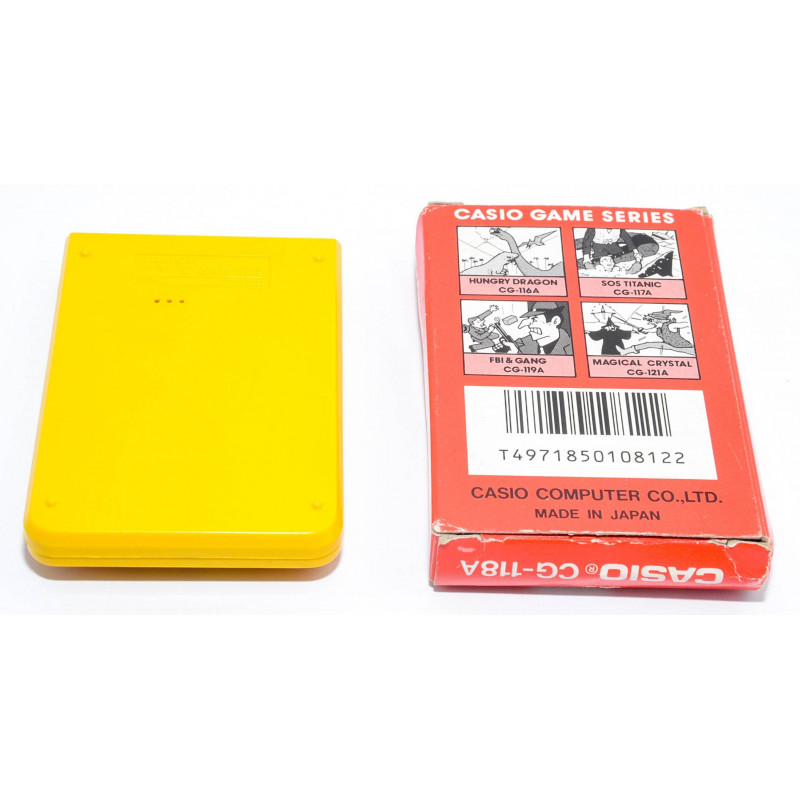 CASIO GAME SERIES
HUNGRY DRAGON
CG-116A
SOS TITANIC
CG-117A
FBI & GANG
CG-119A
MAGICAL CRYSTAL
CG-121A
T4971850108122
CASIO COMPUTER CO.,LTD.
MADE IN JAPAN
CASIO® CG-118A